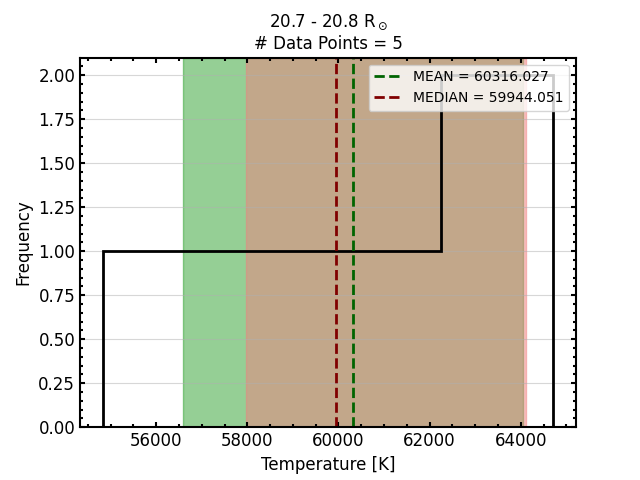 20.7 - 20.8 R⊙
# Data Points = 5
MEAN = 60316.027
MEDIAN = 59944.051
2.00
1.75
1.50
1.25
1.00
0.75
0.50
0.25
0.00
Frequency
56000 58000 60000 62000 64000
Temperature [K]